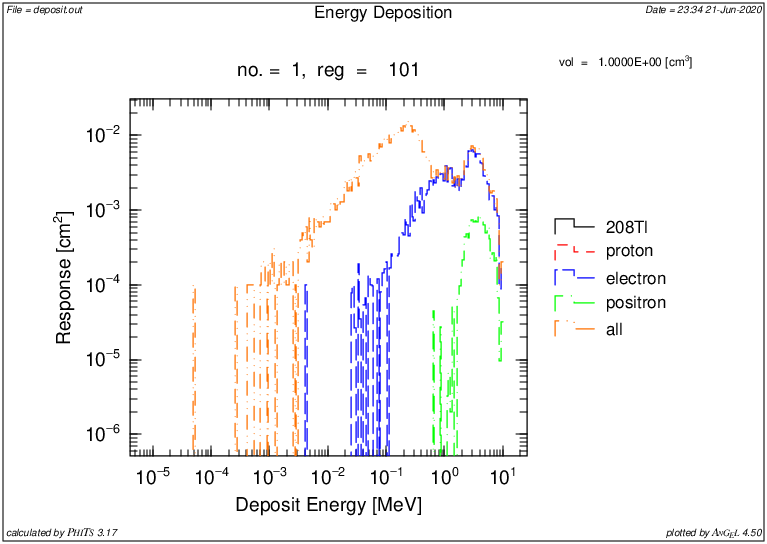 File = deposit.out
Energy Deposition
Date = 23:34 21-Jun-2020
no. = 1, reg = 101
vol = 1.0000E+00 [cm³]
10⁻²
10⁻³
10⁻⁴
10⁻⁵
10⁻⁶
Response [cm²]
208Tl
proton
electron
positron
all
10⁻⁵ 10⁻⁴ 10⁻³ 10⁻² 10⁻¹ 10⁰ 10¹
Deposit Energy [MeV]
calculated by PHITS 3.17
plotted by ANGEL 4.50